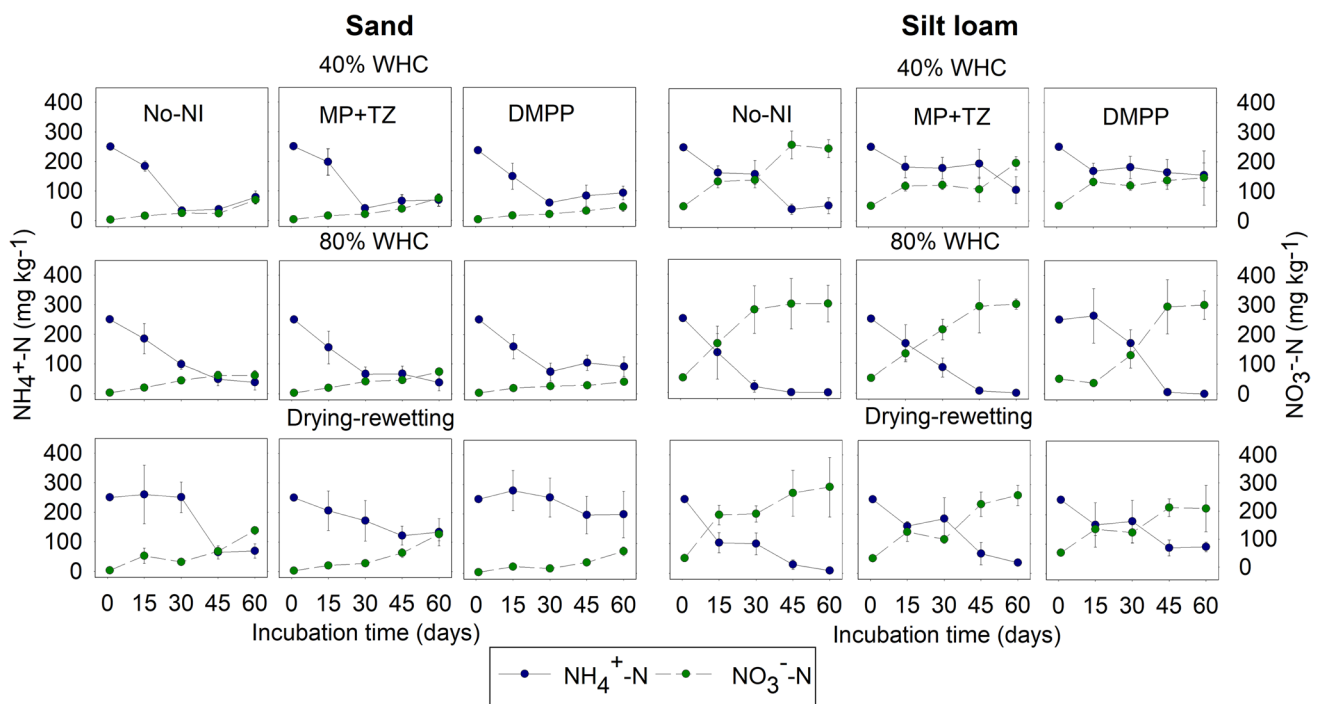 Sand Silt loam
40% WHC 40% WHC
No-NI MP+TZ DMPP No-NI MP+TZ DMPP
400 400
300 300
200 200
100 100
0 0
80% WHC 80% WHC
400 400
300 300
200 200
100 100
0 0
NH4+-N (mg kg-1)
NO3--N (mg kg-1)
Drying-rewetting Drying-rewetting
400 400
300 300
200 200
100 100
0 0
0 15 30 45 60 0 15 30 45 60 0 15 30 45 60 0 15 30 45 60 0 15 30 45 60 0 15 30 45 60
Incubation time (days) Incubation time (days)
NH4+-N NO3--N